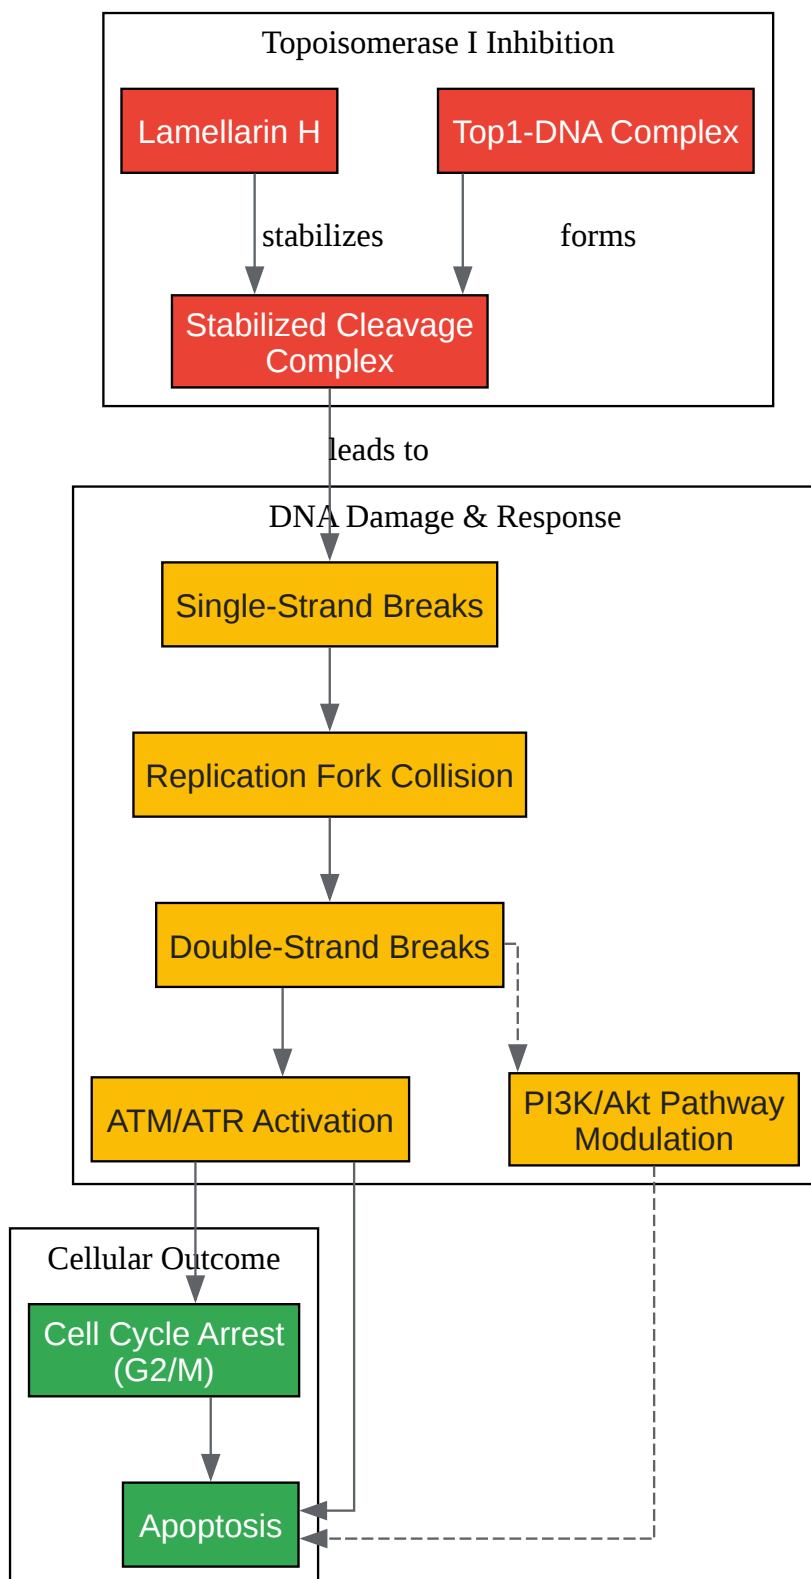 Topoisomerase I Inhibition
Lamellarin H
Top1-DNA Complex
stabilizes
forms
Stabilized Cleavage
Complex
leads to
DNA Damage & Response
Single-Strand Breaks
Replication Fork Collision
Double-Strand Breaks
ATM/ATR Activation
PI3K/Akt Pathway
Modulation
Cellular Outcome
Cell Cycle Arrest
(G2/M)
Apoptosis